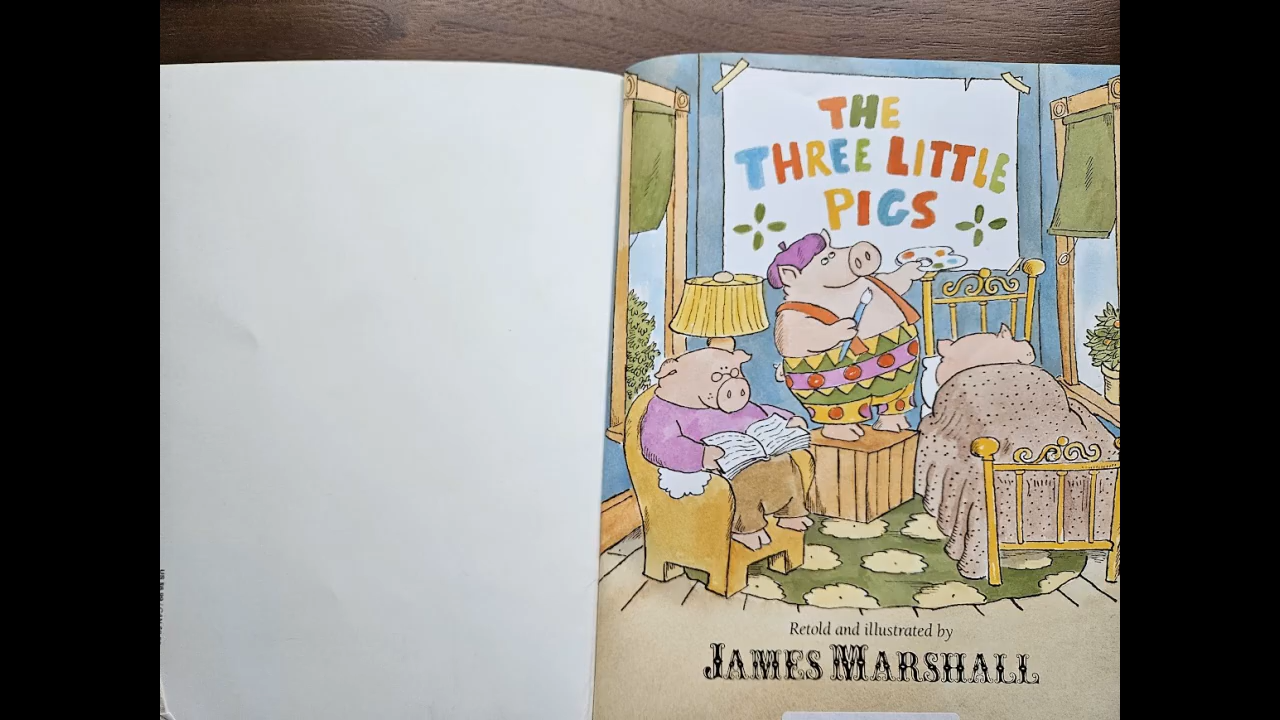 THE
THREE LITTLE
PIGS
Retold and illustrated by
JAMES MARSHALL